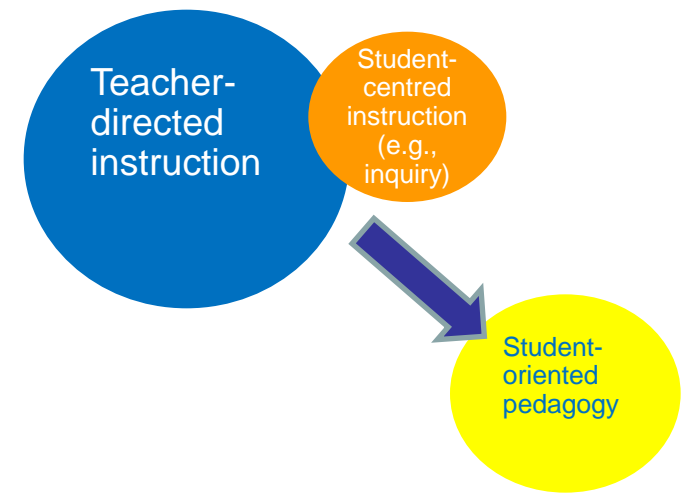 Teacher-
directed
instruction
Student-
centred
instruction
(e.g.,
inquiry)
Student-
oriented
pedagogy